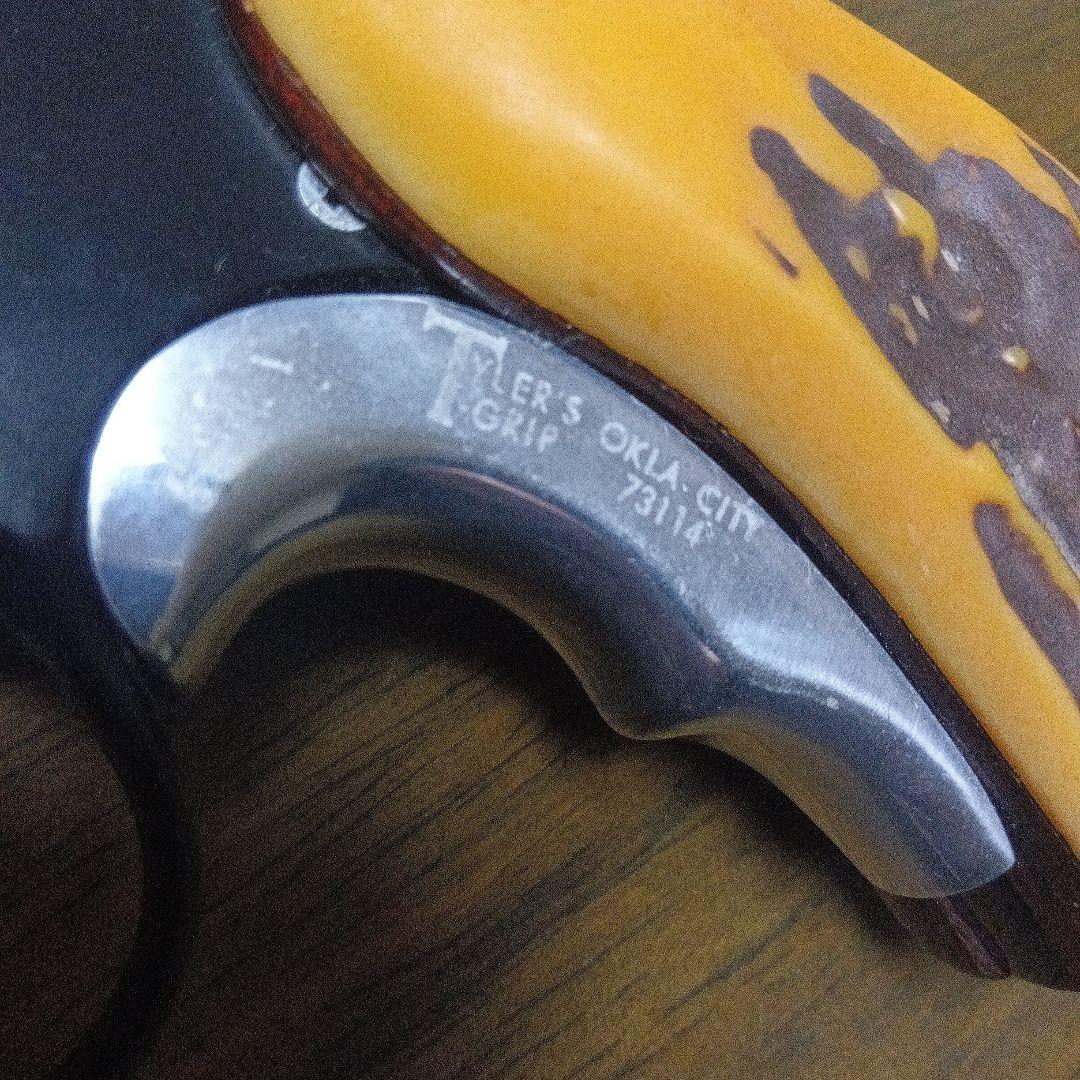 TYLER'S OKLA. CITY
T-GRIP 73114